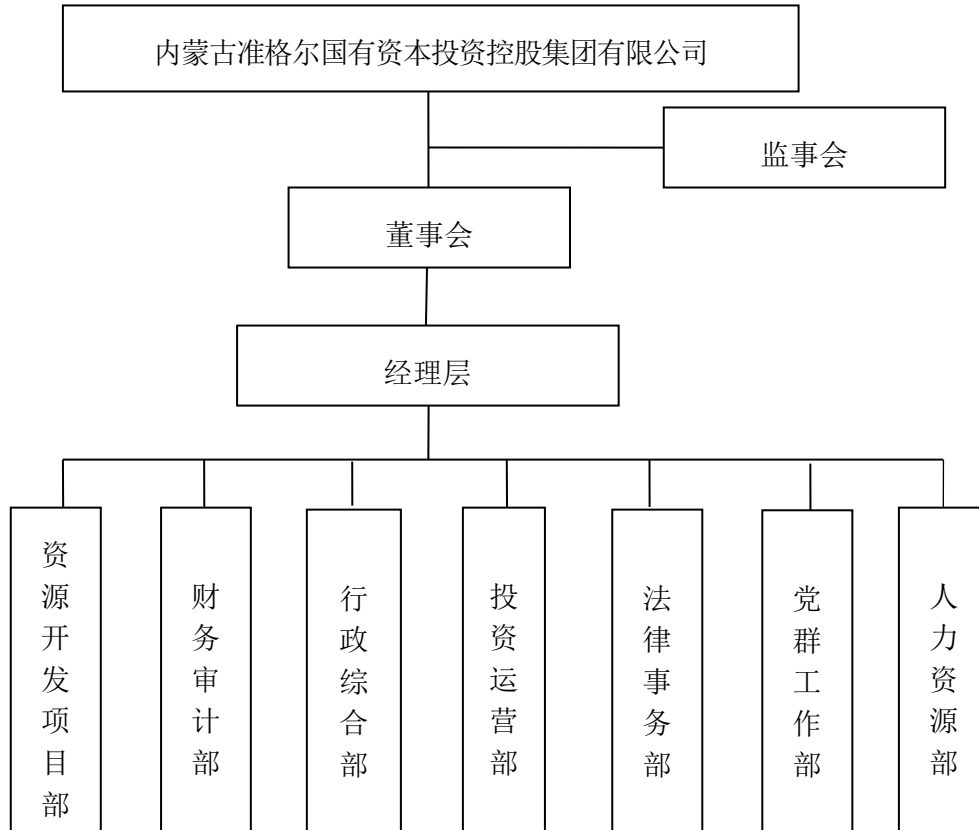 内蒙古准格尔国有资本投资控股集团有限公司
监事会
董事会
经理层
资源开发项目部
财务审计部
行政综合部
投资运营部
法律事务部
党群工作部
人力资源部